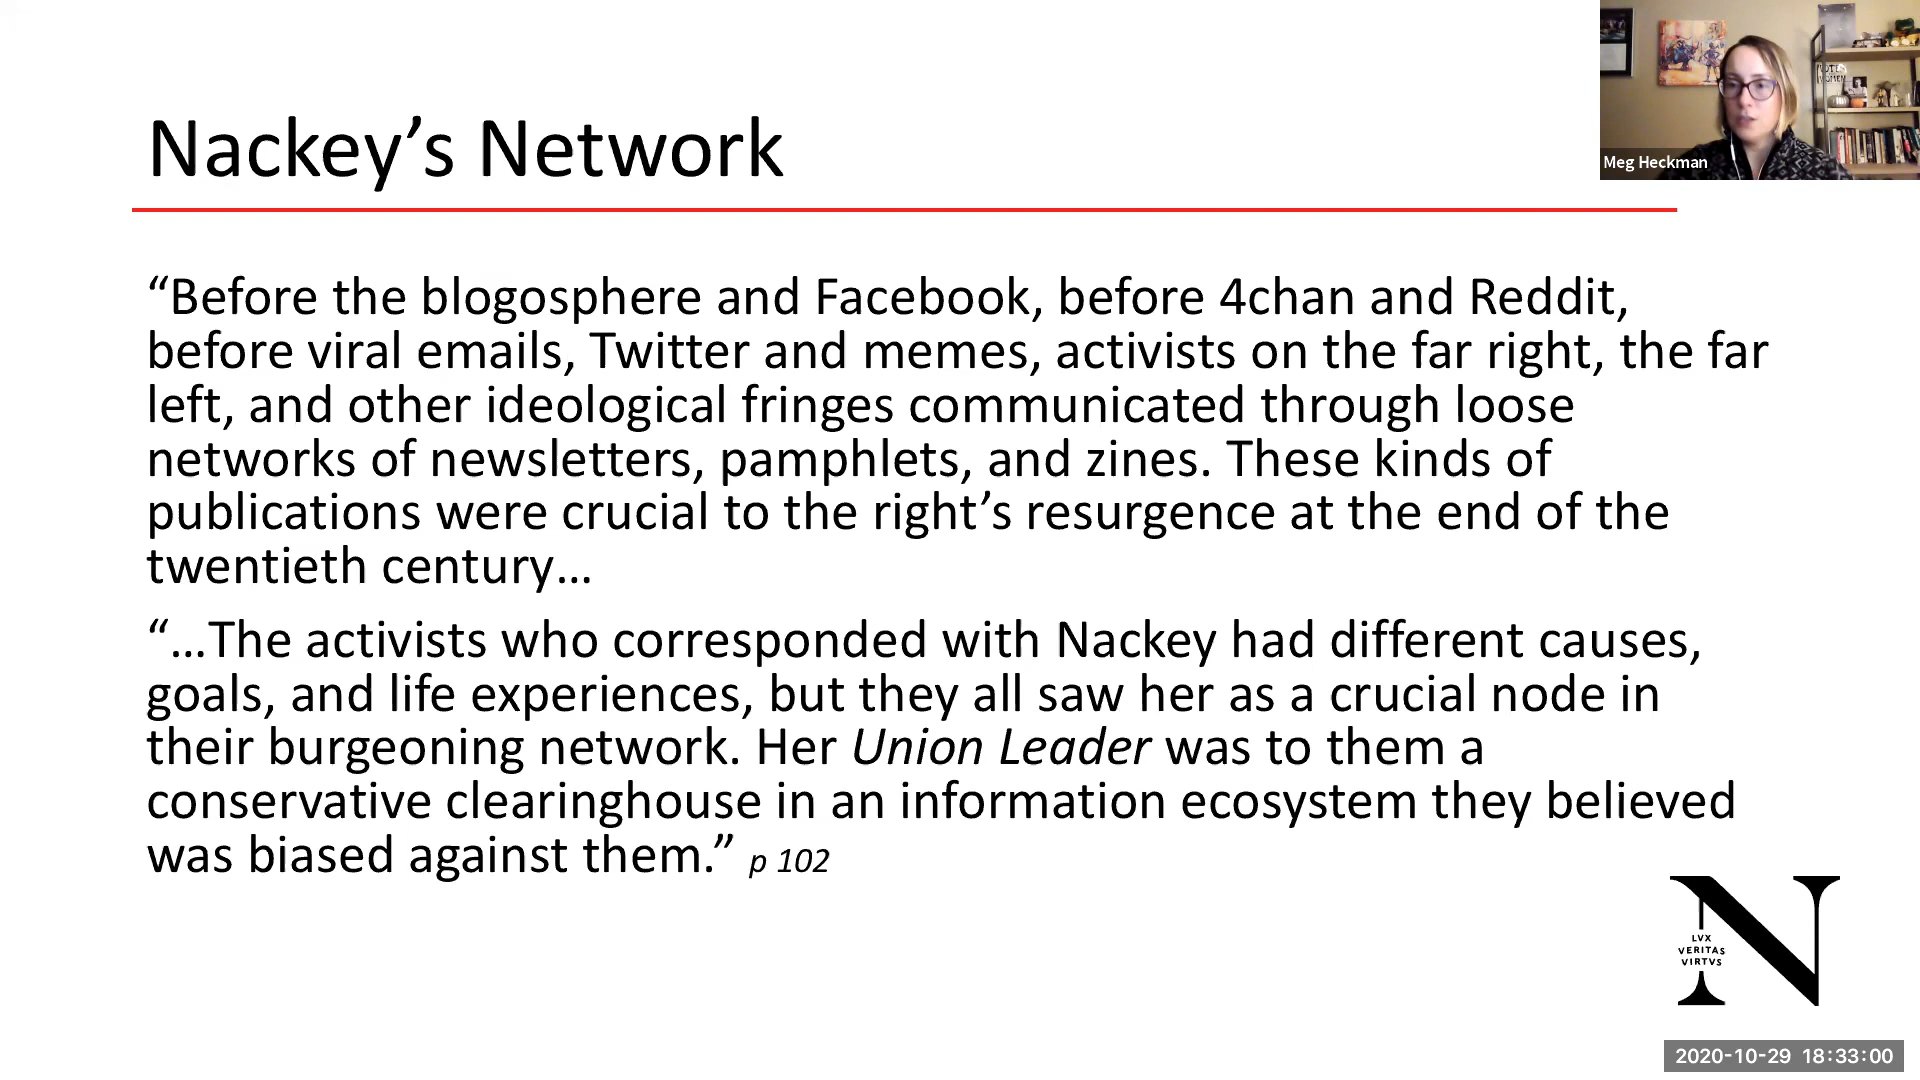 Nackey’s Network
Meg Heckman
“Before the blogosphere and Facebook, before 4chan and Reddit,
before viral emails, Twitter and memes, activists on the far right, the far
left, and other ideological fringes communicated through loose
networks of newsletters, pamphlets, and zines. These kinds of
publications were crucial to the right’s resurgence at the end of the
twentieth century…
“…The activists who corresponded with Nackey had different causes,
goals, and life experiences, but they all saw her as a crucial node in
their burgeoning network. Her Union Leader was to them a
conservative clearinghouse in an information ecosystem they believed
was biased against them.” p 102
N
LVX
VERITAS
VIRTVS
2020-10-29 18:33:00